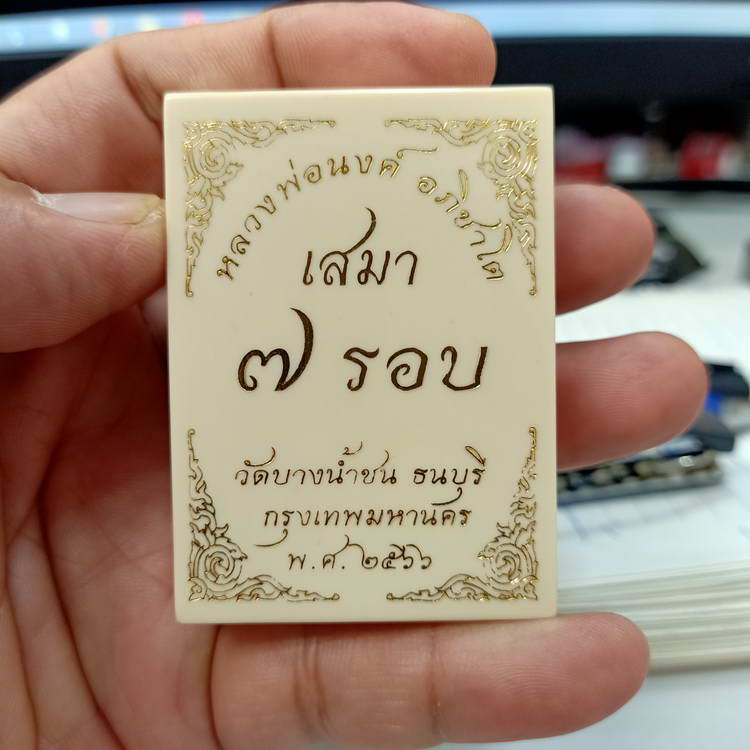 หลวงพ่อนงค์ อภิชาโต
เสมา
๗ รอบ
วัดบางน้ำชน ธนบุรี
กรุงเทพมหานคร
พ.ศ. ๒๕๖๖